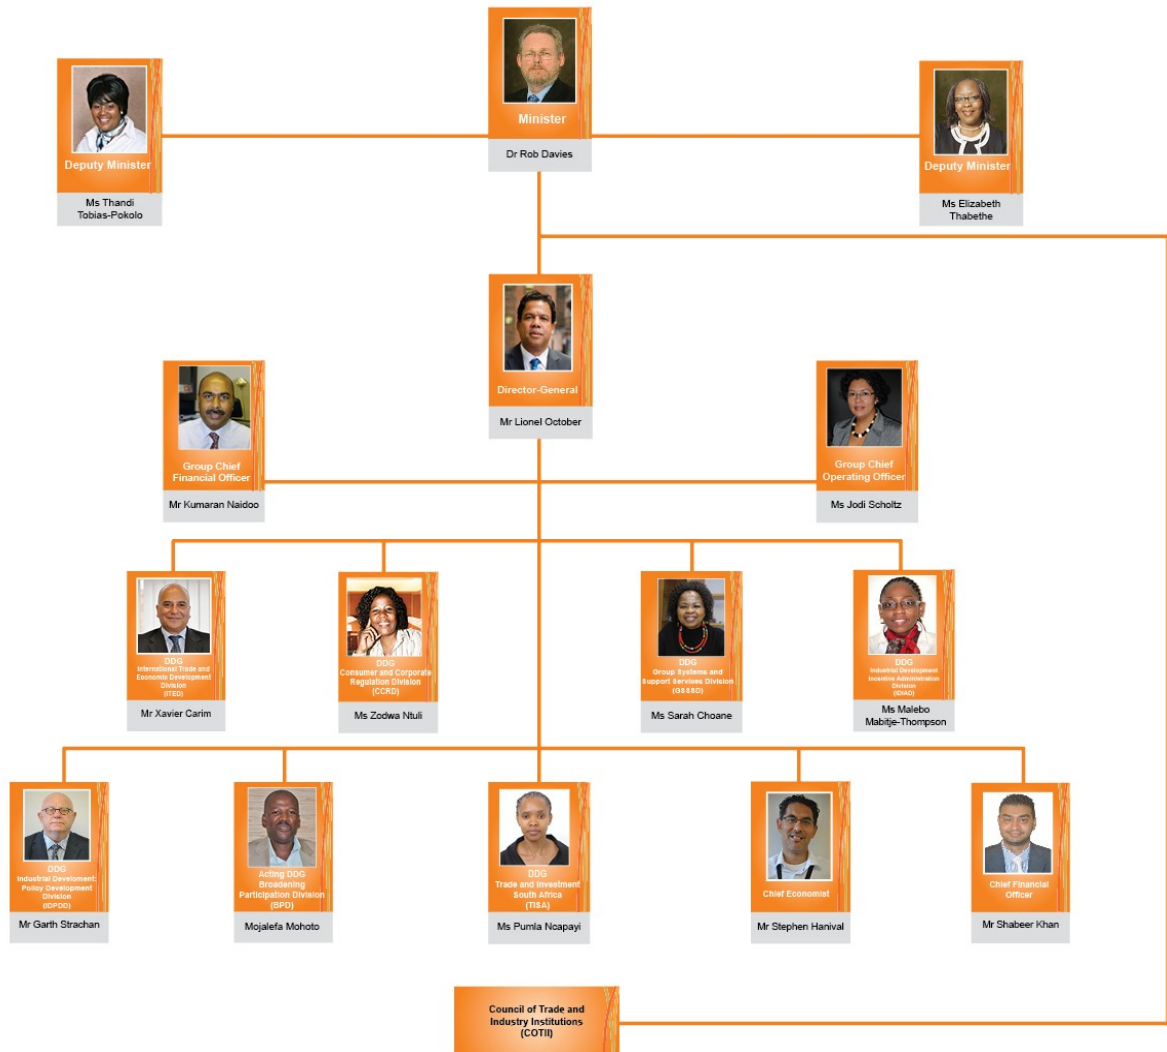 Minister
Dr Rob Davies
Deputy Minister
Ms Thandi
Tobias-Pokolo
Deputy Minister
Ms Elizabeth
Thabethe
Director-General
Mr Lionel October
Group Chief
Financial Officer
Mr Kumaran Naidoo
Group Chief
Operating Officer
Ms Jodi Scholtz
DDG
International Trade and
Economic Development
Division
(ITED)
Mr Xavier Carim
DDG
Consumer and Corporate
Regulation Division
(CCRD)
Ms Zodwa Ntuli
DDG
Group Systems and
Support Services Division
(GSSSD)
Ms Sarah Choane
DDG
Industrial Development
Incentive Administration
Division
(IDIAD)
Ms Malebo
Mabitje-Thompson
DDG
Industrial Develoment:
Policy Development
Division
(IDPDD)
Mr Garth Strachan
Acting DDG
Broadening
Participation Division
(BPD)
Mojalefa Mohoto
DDG
Trade and Investment
South Africa
(TISA)
Ms Pumla Ncapayi
Chief Economist
Mr Stephen Hanival
Chief Financial
Officer
Mr Shabeer Khan
Council of Trade and
Industry Institutions
(COTII)